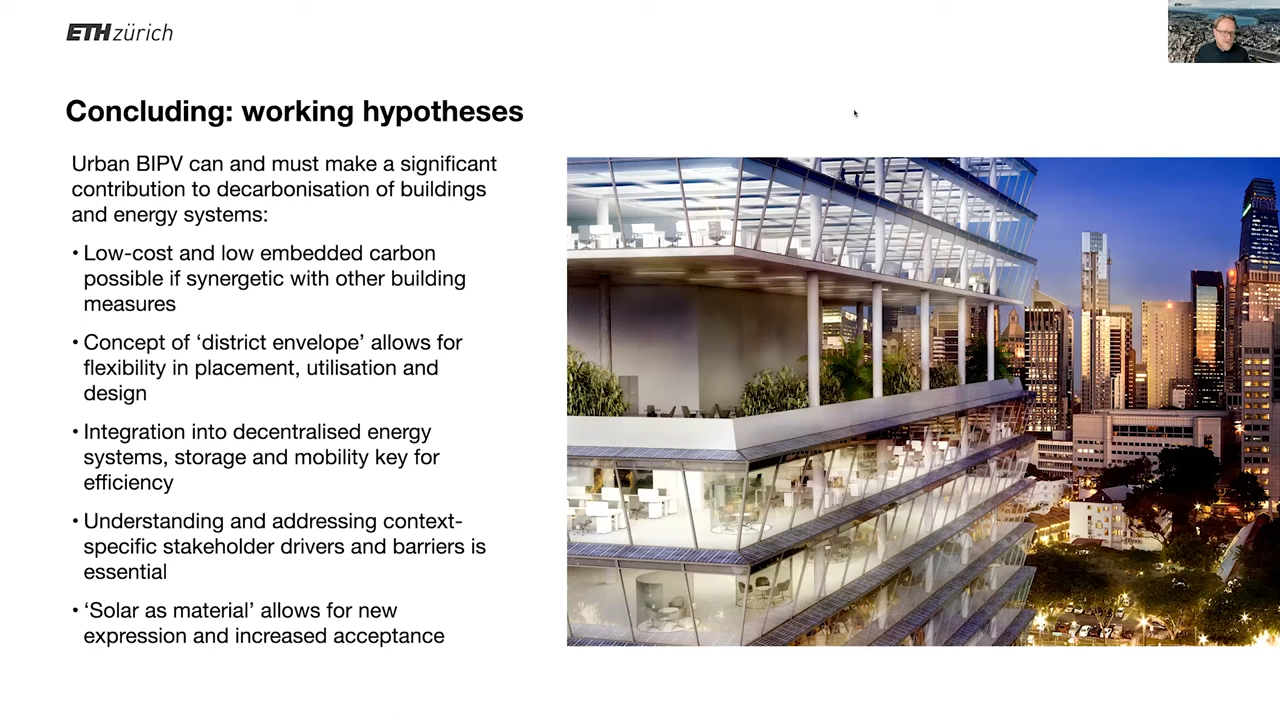 ETH zürich
Concluding: working hypotheses
Urban BIPV can and must make a significant
contribution to decarbonisation of buildings
and energy systems:
• Low-cost and low embedded carbon
possible if synergetic with other building
measures
• Concept of ‘district envelope’ allows for
flexibility in placement, utilisation and
design
• Integration into decentralised energy
systems, storage and mobility key for
efficiency
• Understanding and addressing context-
specific stakeholder drivers and barriers is
essential
• ‘Solar as material’ allows for new
expression and increased acceptance